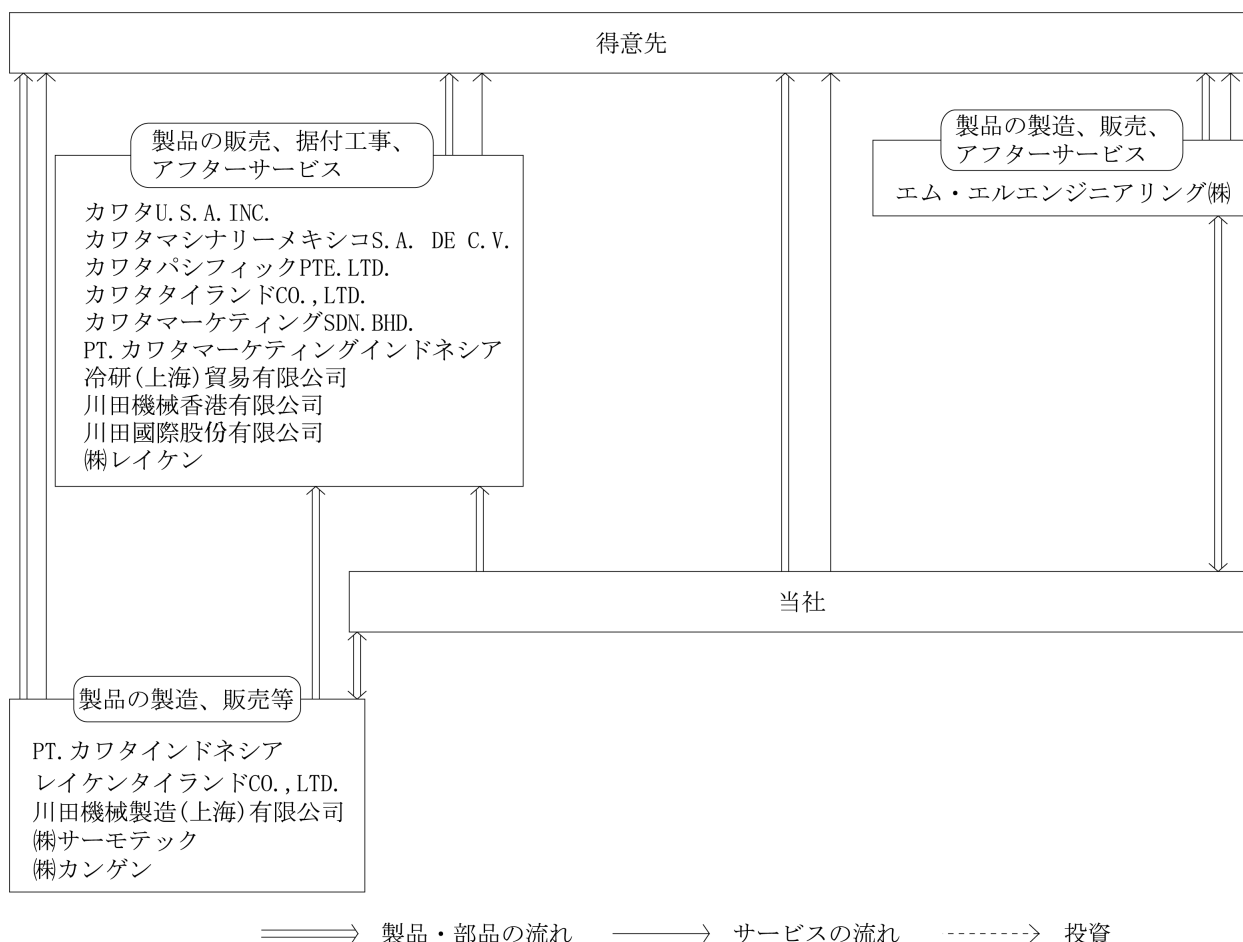 得意先
製品の販売、据付工事、
アフターサービス
カワタU.S.A.INC.
カワタマシナリーメキシコS.A. DE C.V.
カワタパシフィックPTE.LTD.
カワタタイランドCO.,LTD.
カワタマーケティングSDN.BHD.
PT.カワタマーケティングインドネシア
冷研(上海)貿易有限公司
川田機械香港有限公司
川田國際股份有限公司
㈱レイケン
製品の製造、販売、
アフターサービス
エム・エルエンジニアリング㈱
当社
製品の製造、販売等
PT.カワタインドネシア
レイケンタイランドCO.,LTD.
川田機械製造(上海)有限公司
㈱サーモテック
㈱カンゲン
製品・部品の流れ
サービスの流れ
投資